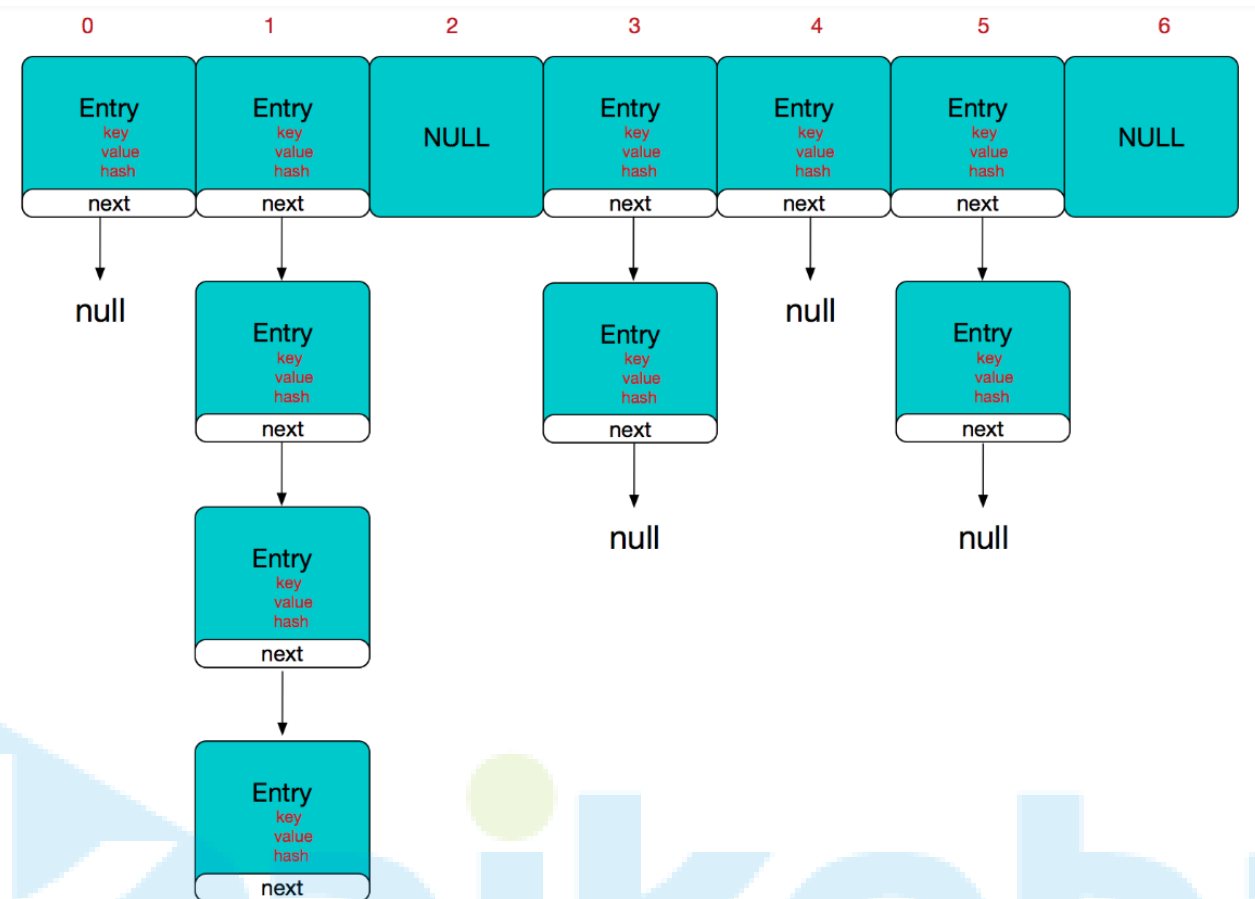 0 1 2 3 4 5 6
Entry Entry NULL Entry Entry Entry NULL
key key key key key
value value value value value
hash hash hash hash hash
next next next next next
null null
Entry Entry Entry
key key key
value value value
hash hash hash
next next next
null null
Entry
key
value
hash
next
Entry
key
value
hash
next